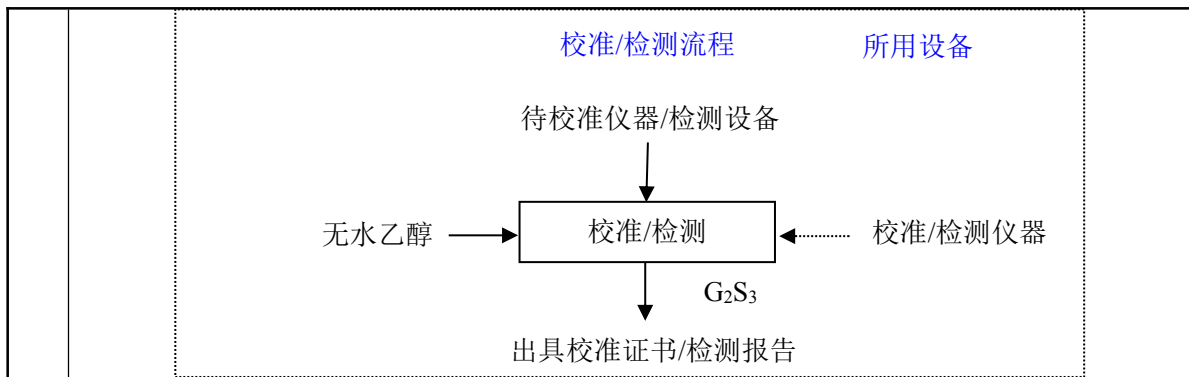 校准/检测流程 所用设备
待校准仪器/检测设备
无水乙醇 校准/检测 校准/检测仪器
G₂S₃
出具校准证书/检测报告